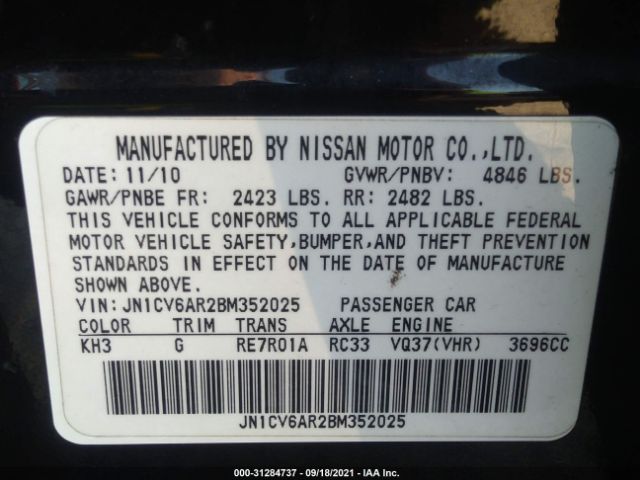 MANUFACTURED BY NISSAN MOTOR CO.,LTD.
DATE: 11/10 GVWR/PNBV: 4846 LBS.
GAWR/PNBE FR: 2423 LBS. RR: 2482 LBS.
THIS VEHICLE CONFORMS TO ALL APPLICABLE FEDERAL
MOTOR VEHICLE SAFETY,BUMPER,AND THEFT PREVENTION
STANDARDS IN EFFECT ON THE DATE OF MANUFACTURE
SHOWN ABOVE.
VIN: JN1CV6AR2BM352025 PASSENGER CAR
COLOR TRIM TRANS AXLE ENGINE
KH3 G RE7R01A RC33 VQ37(VHR) 3696CC
JN1CV6AR2BM352025
000-31284737 - 09/18/2021 - IAA Inc.